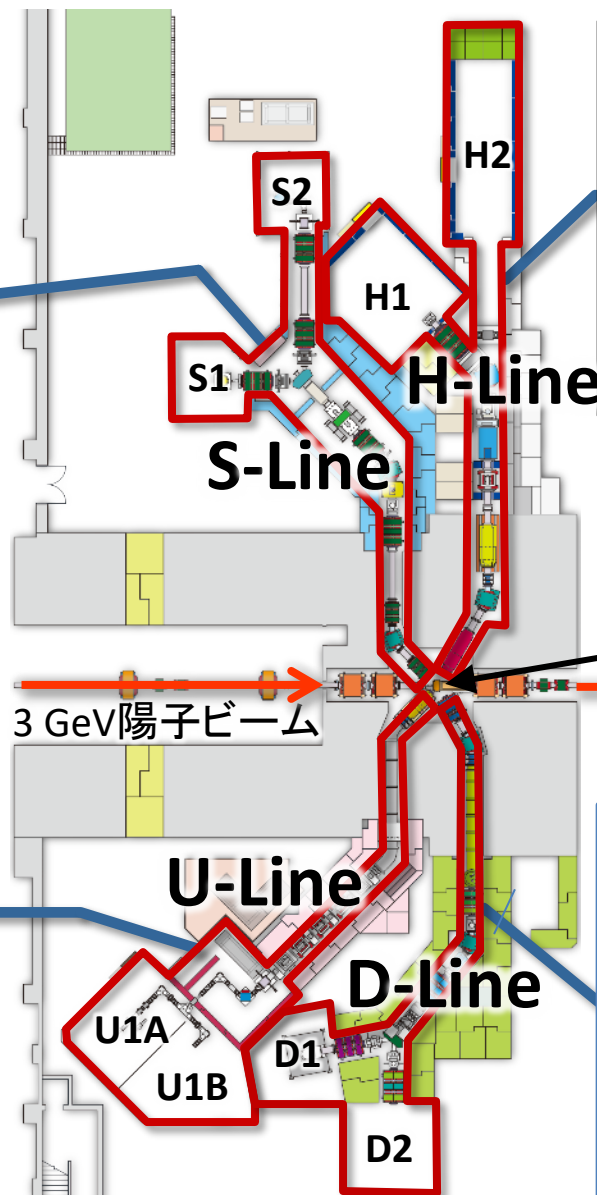 H2
S2
H1
S1
H-Line
S-Line
3 GeV陽子ビーム
U-Line
D-Line
U1A
D1
U1B
D2